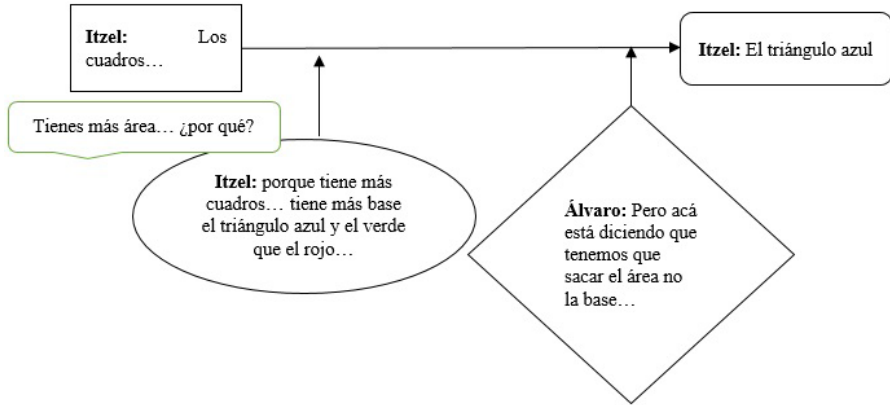 Itzel: Los
cuadros…
Itzel: El triángulo azul
Tienes más área… ¿por qué?
Itzel: porque tiene más
cuadros… tiene más base
el triángulo azul y el verde
que el rojo…
Álvaro: Pero acá
está diciendo que
tenemos que
sacar el área no
la base…